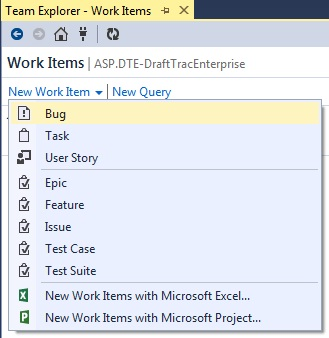 Team Explorer - Work Items
Work Items | ASP.DTE-DraftTracEnterprise
New Work Item | New Query
Bug
Task
User Story
Epic
Feature
Issue
Test Case
Test Suite
New Work Items with Microsoft Excel...
New Work Items with Microsoft Project...